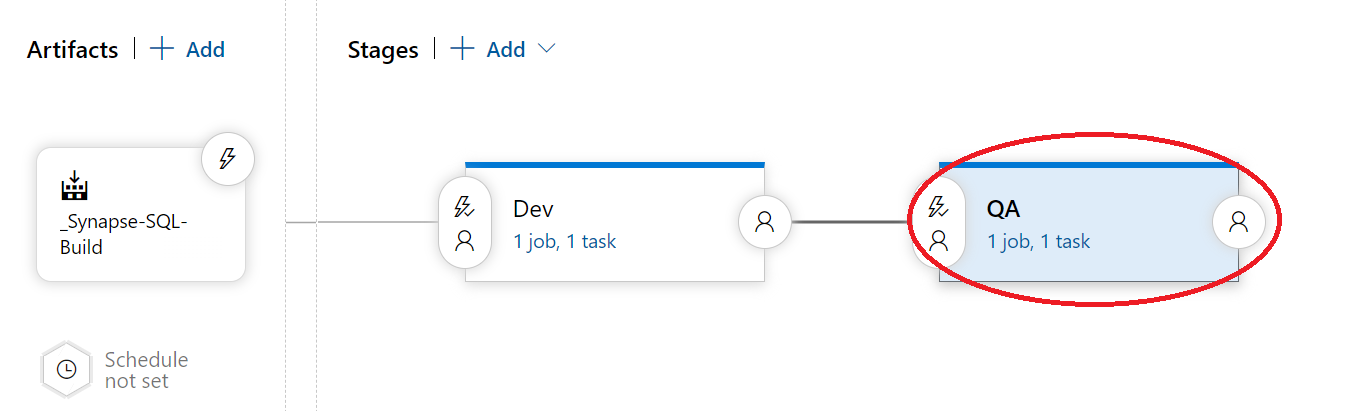 Artifacts | + Add
Stages | + Add
_Synapse-SQL-
Build
Dev
1 job, 1 task
QA
1 job, 1 task
Schedule
not set